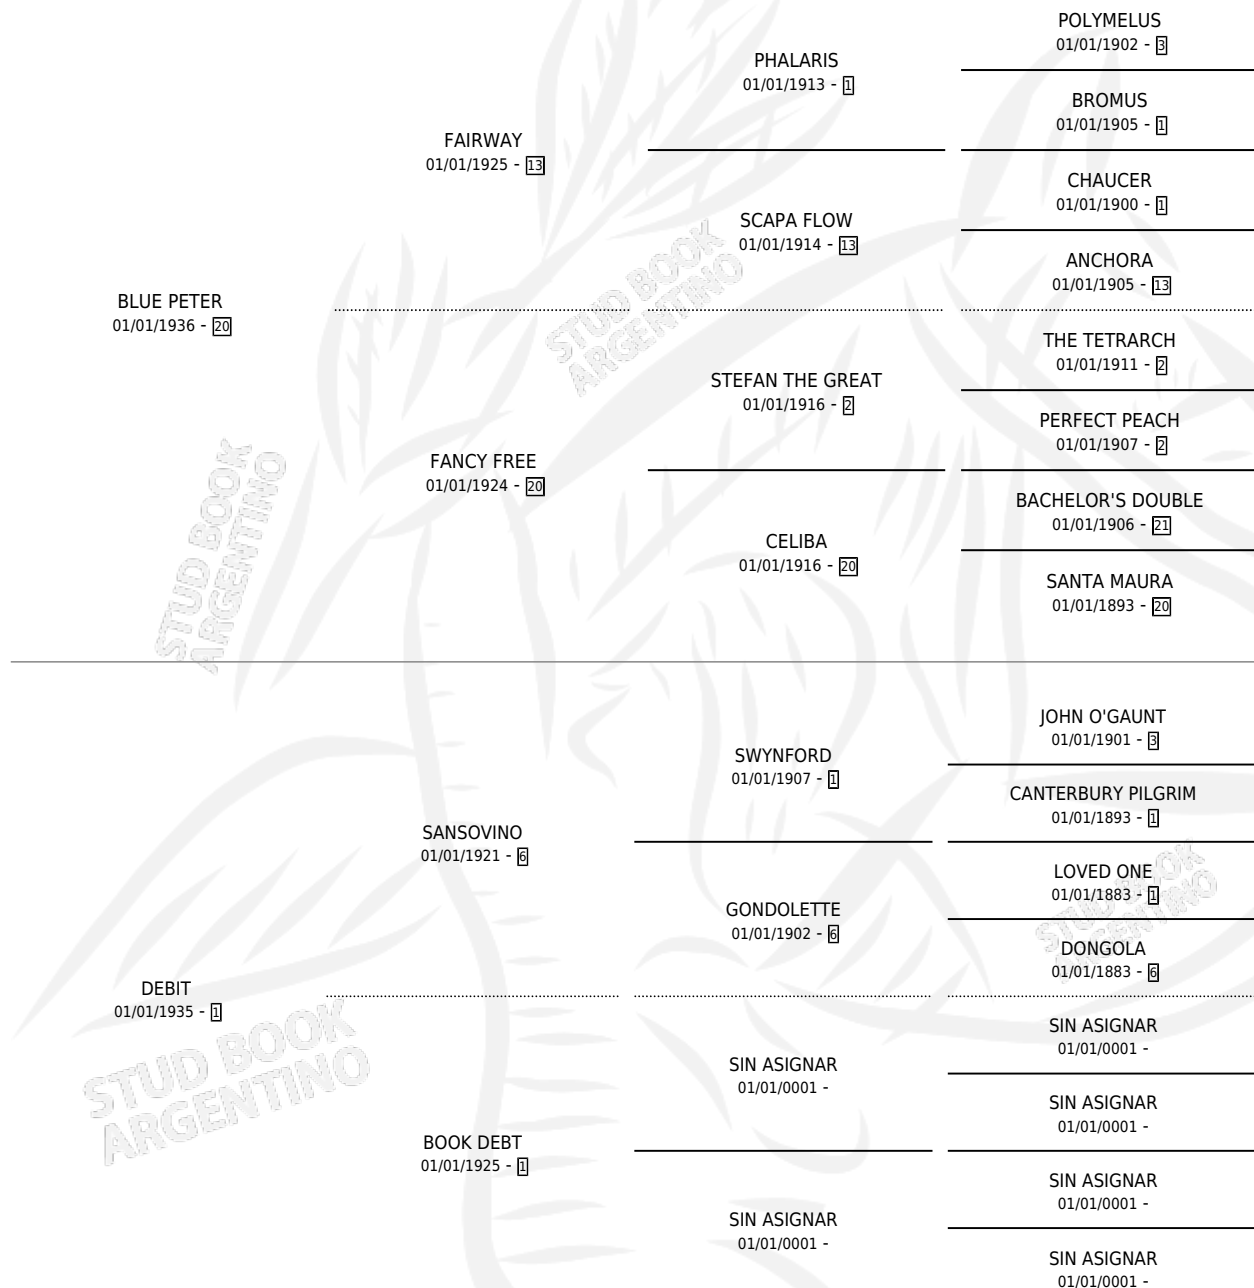 POLYMELUS
01/01/1902 - 3
PHALARIS
01/01/1913 - 1
BROMUS
01/01/1905 - 1
FAIRWAY
01/01/1925 - 13
CHAUCER
01/01/1900 - 1
SCAPA FLOW
01/01/1914 - 13
ANCHORA
01/01/1905 - 13
BLUE PETER
01/01/1936 - 20
THE TETRARCH
01/01/1911 - 2
STEFAN THE GREAT
01/01/1916 - 2
PERFECT PEACH
01/01/1907 - 2
FANCY FREE
01/01/1924 - 20
BACHELOR'S DOUBLE
01/01/1906 - 21
CELIBA
01/01/1916 - 20
SANTA MAURA
01/01/1893 - 20
JOHN O'GAUNT
01/01/1901 - 3
SWYNFORD
01/01/1907 - 1
CANTERBURY PILGRIM
01/01/1893 - 1
SANSOVINO
01/01/1921 - 6
LOVED ONE
01/01/1883 - 1
GONDOLETTE
01/01/1902 - 6
DONGOLA
01/01/1883 - 6
DEBIT
01/01/1935 - 1
SIN ASIGNAR
01/01/0001 -
SIN ASIGNAR
01/01/0001 -
SIN ASIGNAR
01/01/0001 -
BOOK DEBT
01/01/1925 - 1
SIN ASIGNAR
01/01/0001 -
SIN ASIGNAR
01/01/0001 -
SIN ASIGNAR
01/01/0001 -
STUD BOOK
ARGENTINO
STUD BOOK
ARGENTINO
STUD BOOK
ARGENTINO
STUD BOOK
ARGENTINO